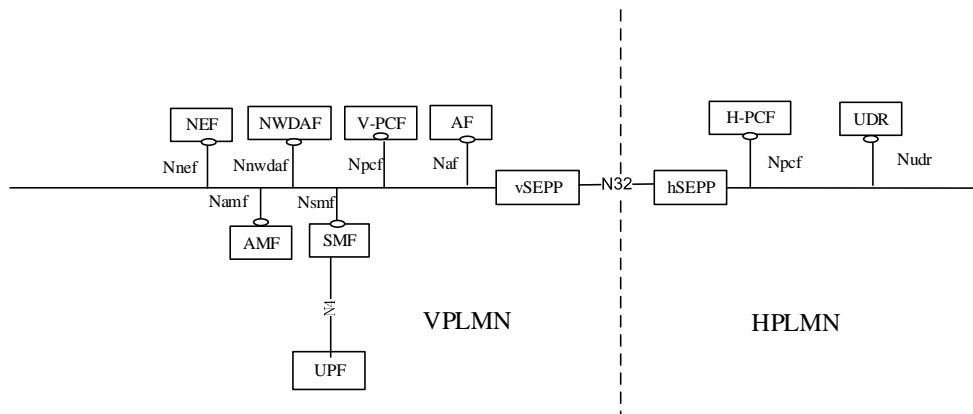 NEF
NWDAF
V-PCF
AF
H-PCF
UDR
Nnef
Nnwdaf
Npcf
Naf
Npcf
Nudr
vSEPP
N32
hSEPP
Namf
Nsmf
AMF
SMF
N4
VPLMN
HPLMN
UPF